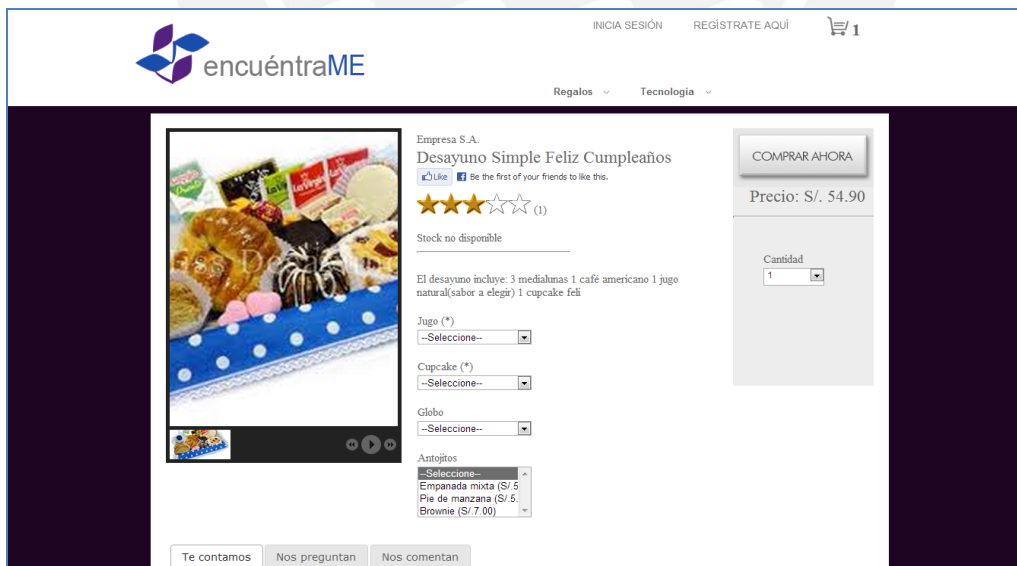 INICIA SESIÓN REGÌSTRATE AQUÌ 1
encuéntraME
Regalos Tecnología
Empresa S.A.
Desayuno Simple Feliz Cumpleaños
Like Be the first of your friends to like this.
(1)
Stock no disponible
El desayuno incluye: 3 medialunas 1 café americano 1 jugo
natural(sabor a elegir) 1 cupcake feli
Jugo (*)
--Seleccione--
Cupcake (*)
--Seleccione--
Globo
--Seleccione--
Antojitos
--Seleccione--
Empanada mixta (S/.5
Pie de manzana (S/.5.
Brownie (S/.7.00)
COMPRAR AHORA
Precio: S/. 54.90
Cantidad
1
Te contamos Nos preguntan Nos comentan